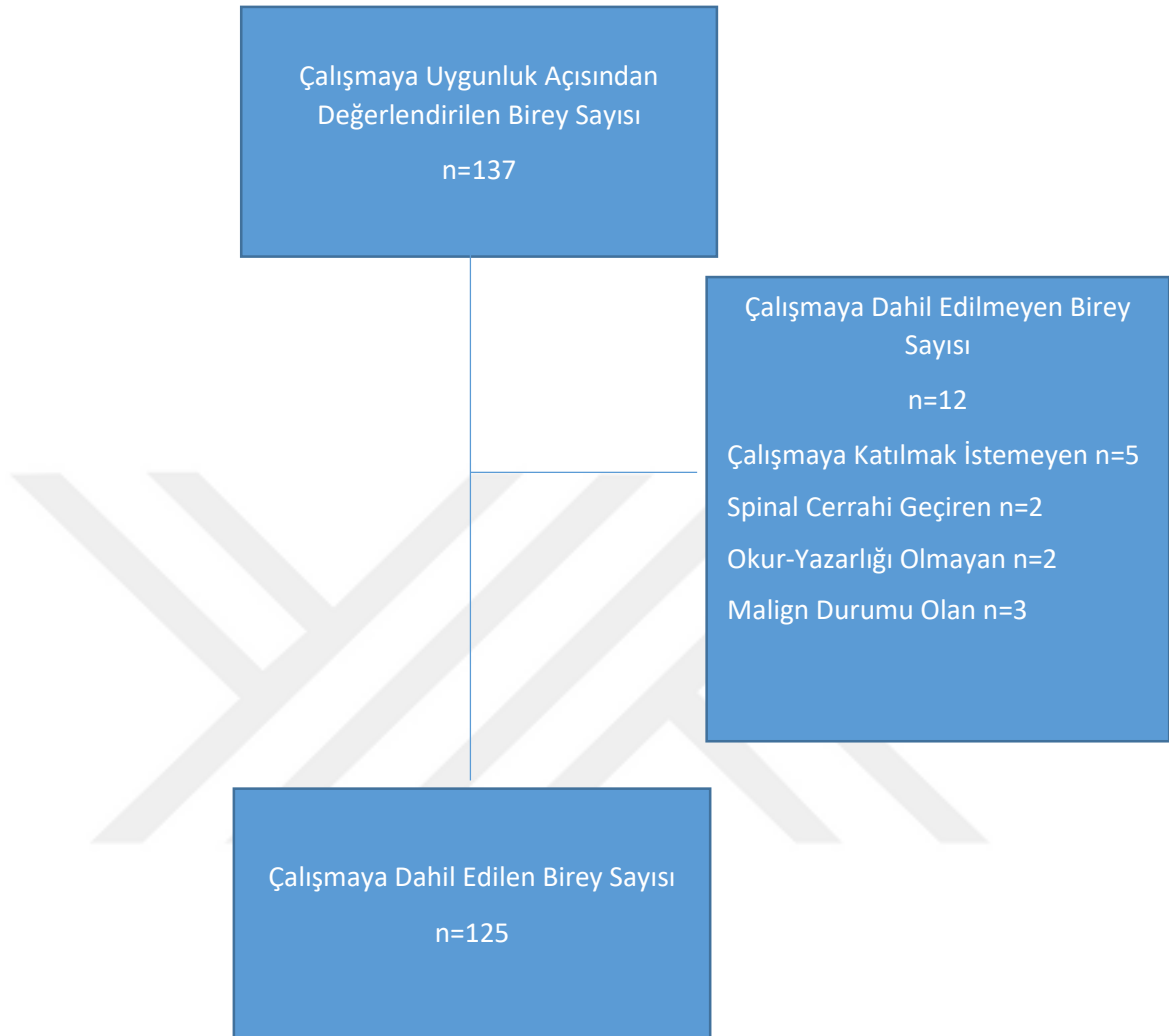 Çalışmaya Uygunluk Açısından
Değerlendirilen Birey Sayısı
n=137
Çalışmaya Dahil Edilmeyen Birey
Sayısı
n=12
Çalışmaya Katılmak İstemeyen n=5
Spinal Cerrahi Geçiren n=2
Okur-Yazarlığı Olmayan n=2
Malign Durumu Olan n=3
Çalışmaya Dahil Edilen Birey Sayısı
n=125